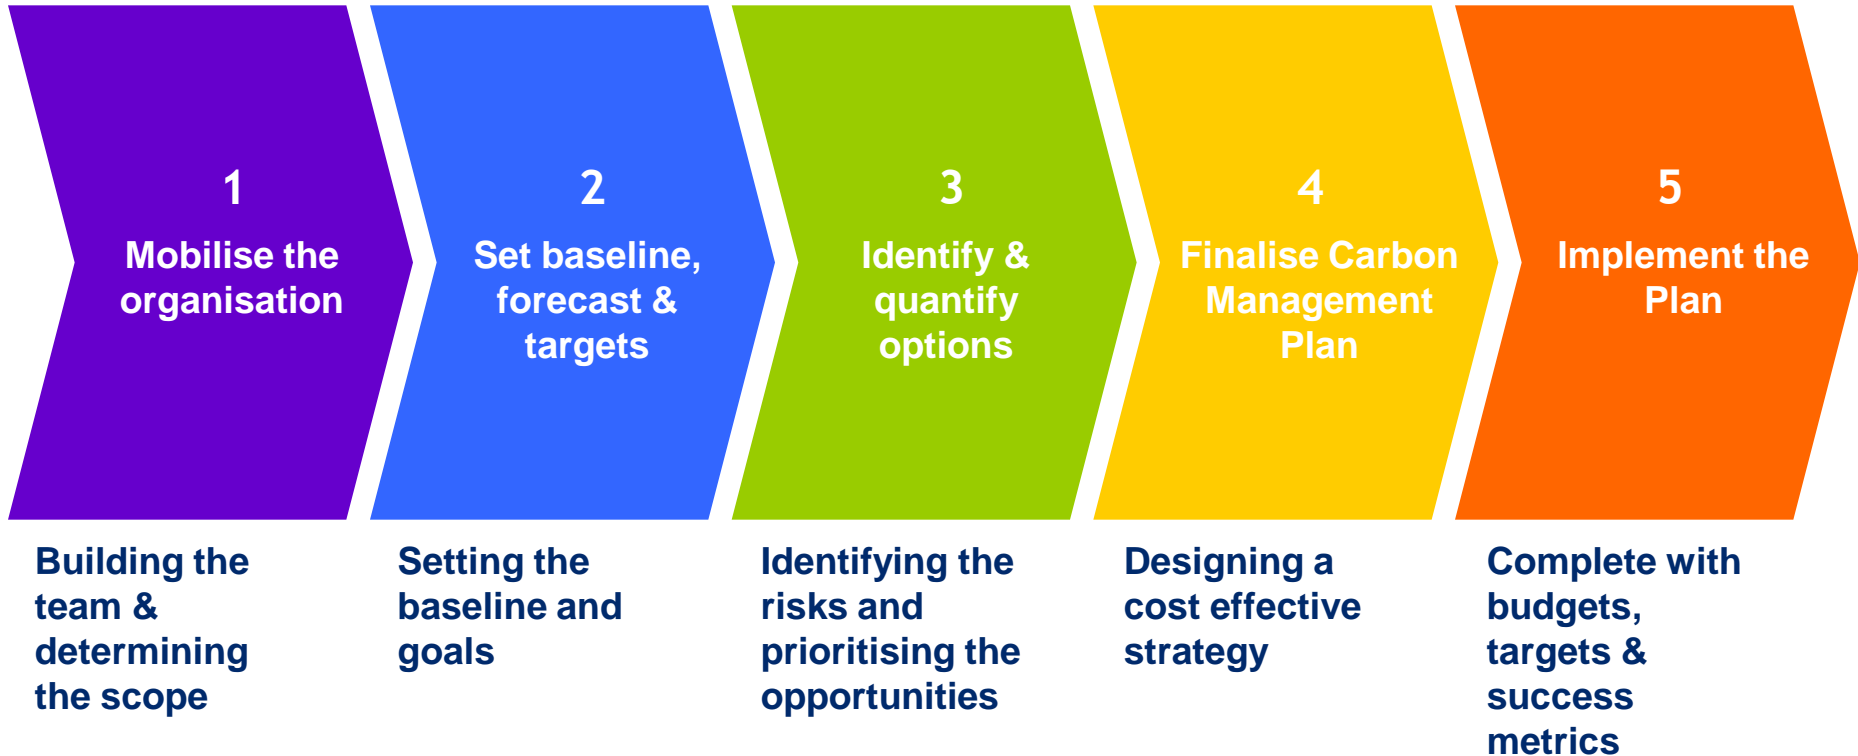 1
Mobilise the
organisation
2
Set baseline,
forecast &
targets
3
Identify &
quantify
options
4
Finalise Carbon
Management
Plan
5
Implement the
Plan
Building the
team &
determining
the scope
Setting the
baseline and
goals
Identifying the
risks and
prioritising the
opportunities
Designing a
cost effective
strategy
Complete with
budgets,
targets &
success
metrics